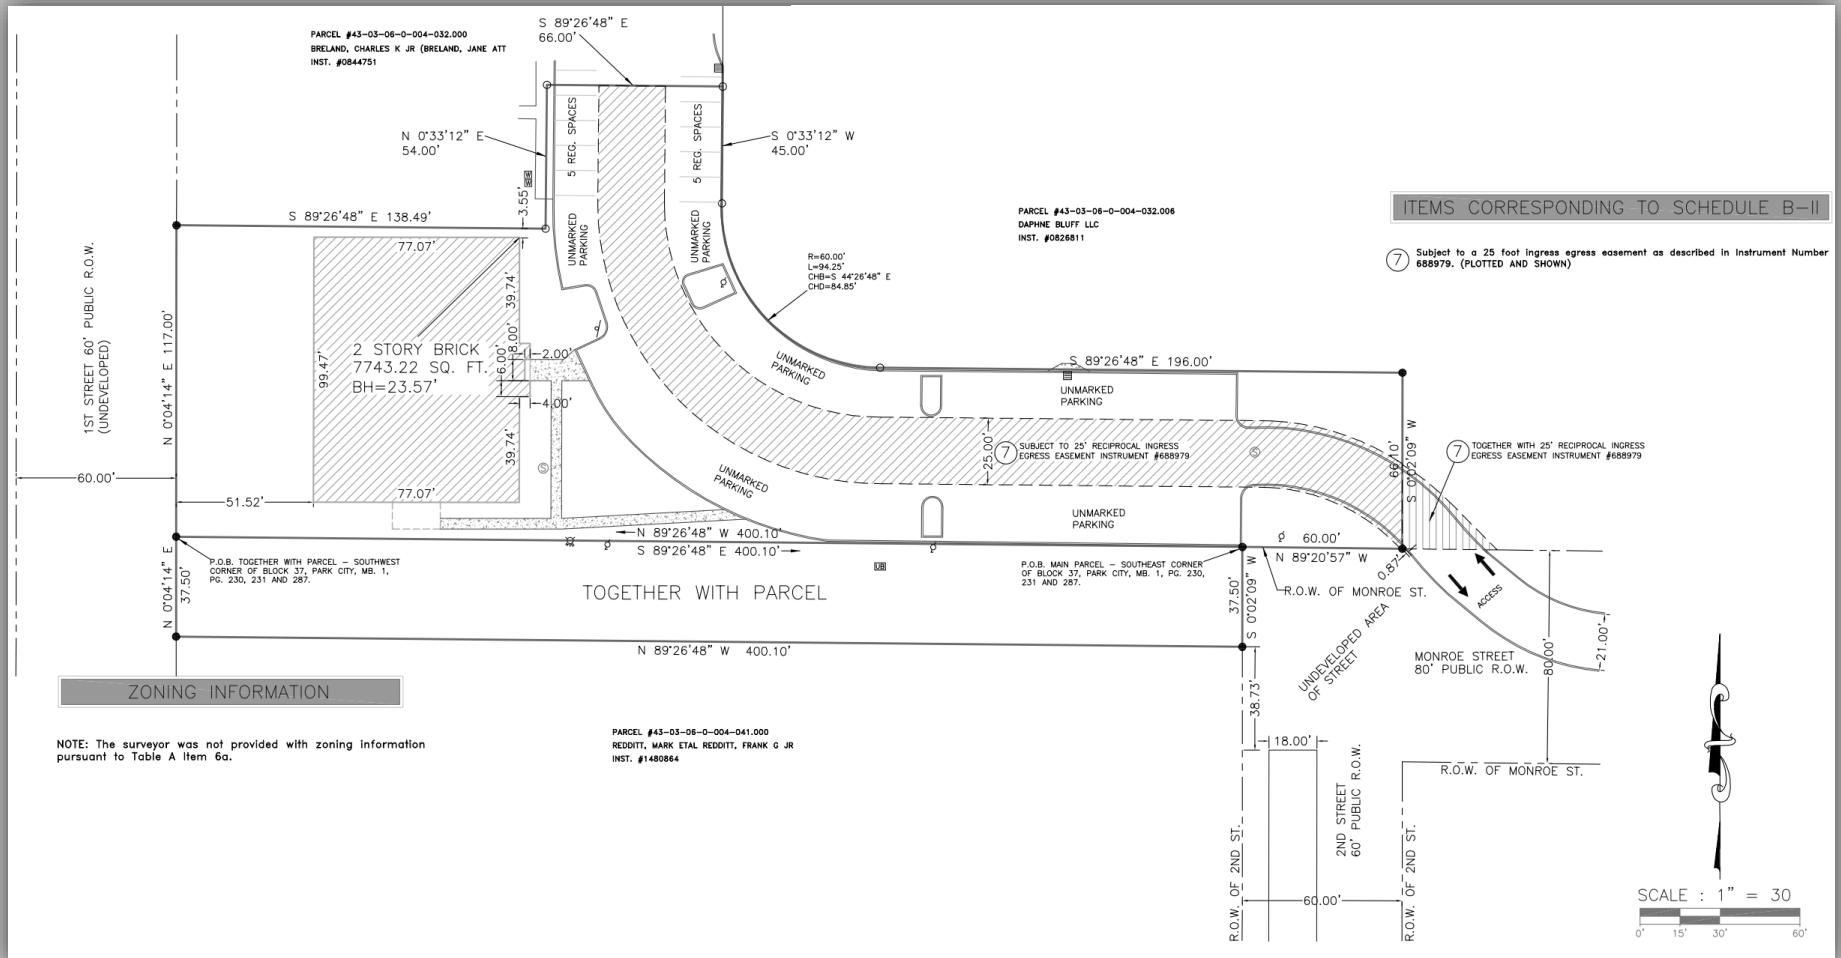 S 89°26'48" E
66.00'
PARCEL #43-03-06-0-004-032.000
BRELAND, CHARLES K JR (BRELAND, JANE ATT
INST. #0844751
N 0°33'12" E
54.00'
5 REG. SPACES
5 REG. SPACES
S 0°33'12" W
45.00'
3.55'
S 89°26'48" E 138.49'
UNMARKED
PARKING
UNMARKED
PARKING
PARCEL #43-03-06-0-004-032.006
DAPHNE BLUFF LLC
INST. #0826811
ITEMS CORRESPONDING TO SCHEDULE B-II
7
Subject to a 25 foot ingress egress easement as described in Instrument Number
688979. (PLOTTED AND SHOWN)
R=60.00'
L=94.25'
CHB=S 44°26'48" E
CHD=84.85'
1ST STREET 60' PUBLIC R.O.W.
(UNDEVELOPED)
N 0°04'14" E 117.00'
77.07'
39.74'
99.47'
2 STORY BRICK
7743.22 SQ. FT.
BH=23.57'
8.00'
6.00'
2.00'
4.00'
39.74'
77.07'
UNMARKED
PARKING
S 89°26'48" E 196.00'
UNMARKED
PARKING
25.00'
7
SUBJECT TO 25' RECIPROCAL INGRESS
EGRESS EASEMENT INSTRUMENT #688979
S
S
66.10'
S 0°02'09" W
7
TOGETHER WITH 25' RECIPROCAL INGRESS
EGRESS EASEMENT INSTRUMENT #688979
60.00'
51.52'
UNMARKED
PARKING
UNMARKED
PARKING
N 89°26'48" W 400.10'
S 89°26'48" E 400.10'
60.00'
N 89°20'57" W
0.87'
P.O.B. TOGETHER WITH PARCEL – SOUTHWEST
CORNER OF BLOCK 37, PARK CITY, MB. 1,
PG. 230, 231 AND 287.
N 0°04'14" E
37.50'
UB
P.O.B. MAIN PARCEL – SOUTHEAST CORNER
OF BLOCK 37, PARK CITY, MB. 1, PG. 230,
231 AND 287.
37.50'
S 0°02'09" W
R.O.W. OF MONROE ST.
TOGETHER WITH PARCEL
ACCESS
UNDEVELOPED AREA
OF STREET
N 89°26'48" W 400.10'
MONROE STREET
80' PUBLIC R.O.W.
80.00'
21.00'
ZONING INFORMATION
NOTE: The surveyor was not provided with zoning information
pursuant to Table A Item 6a.
38.73'
PARCEL #43-03-06-0-004-041.000
REDDITT, MARK ETAL REDDITT, FRANK G JR
INST. #1480864
18.00'
R.O.W. OF MONROE ST.
2ND STREET
60' PUBLIC R.O.W.
R.O.W. OF 2ND ST.
60.00'
R.O.W. OF 2ND ST.
SCALE : 1" = 30
0' 15' 30' 60'